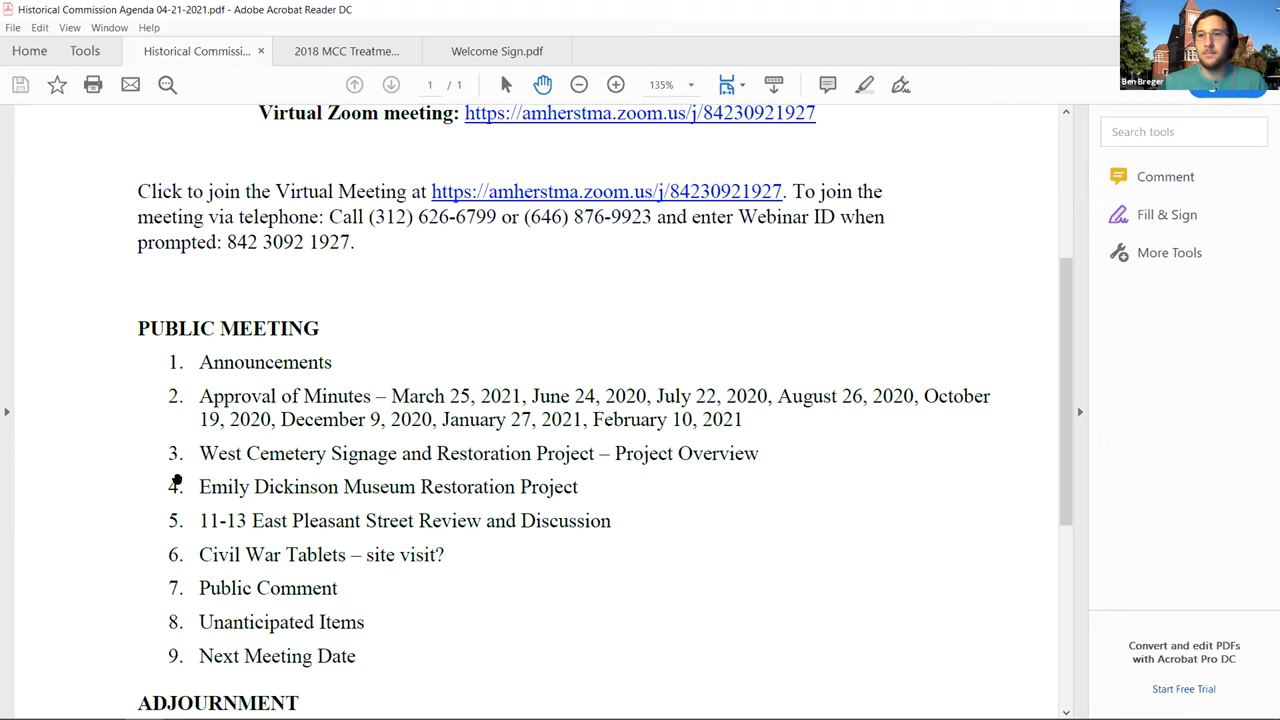 Historical Commission Agenda 04-21-2021.pdf - Adobe Acrobat Reader DC
File Edit View Window Help
Home Tools Historical Commissi... × 2018 MCC Treatme... Welcome Sign.pdf
1 / 1 135%
Ben Breger
Virtual Zoom meeting: https://amherstma.zoom.us/j/84230921927
Search tools
Comment
Fill & Sign
More Tools
Click to join the Virtual Meeting at https://amherstma.zoom.us/j/84230921927. To join the
meeting via telephone: Call (312) 626-6799 or (646) 876-9923 and enter Webinar ID when
prompted: 842 3092 1927.
PUBLIC MEETING
1. Announcements
2. Approval of Minutes – March 25, 2021, June 24, 2020, July 22, 2020, August 26, 2020, October
19, 2020, December 9, 2020, January 27, 2021, February 10, 2021
3. West Cemetery Signage and Restoration Project – Project Overview
4. Emily Dickinson Museum Restoration Project
5. 11-13 East Pleasant Street Review and Discussion
6. Civil War Tablets – site visit?
7. Public Comment
8. Unanticipated Items
9. Next Meeting Date
ADJOURNMENT
Convert and edit PDFs
with Acrobat Pro DC
Start Free Trial